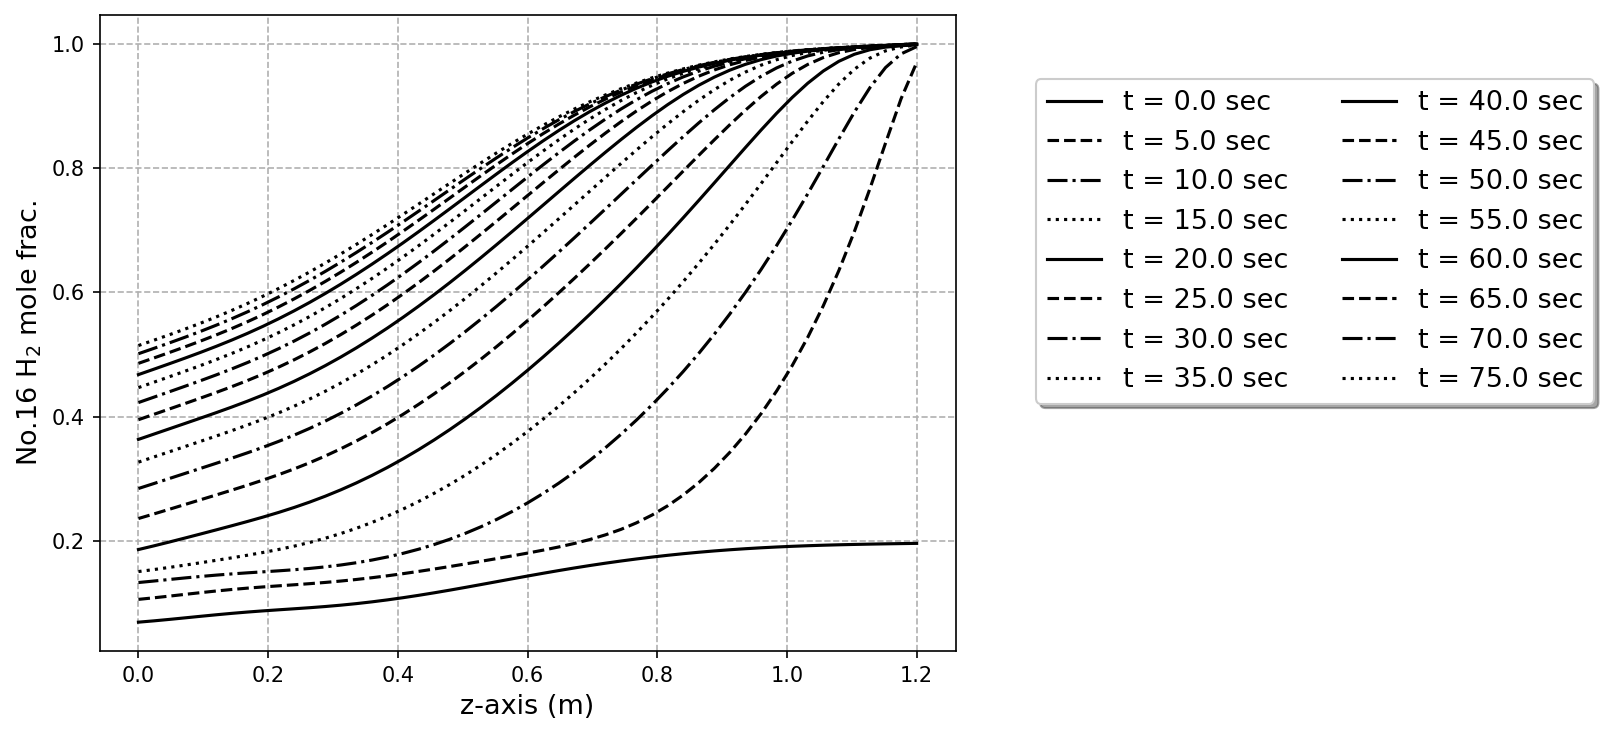 No.16 H₂ mole frac.
1.0
0.8
0.6
0.4
0.2
0.0 0.2 0.4 0.6 0.8 1.0 1.2
z-axis (m)
t = 0.0 sec
t = 5.0 sec
t = 10.0 sec
t = 15.0 sec
t = 20.0 sec
t = 25.0 sec
t = 30.0 sec
t = 35.0 sec
t = 40.0 sec
t = 45.0 sec
t = 50.0 sec
t = 55.0 sec
t = 60.0 sec
t = 65.0 sec
t = 70.0 sec
t = 75.0 sec